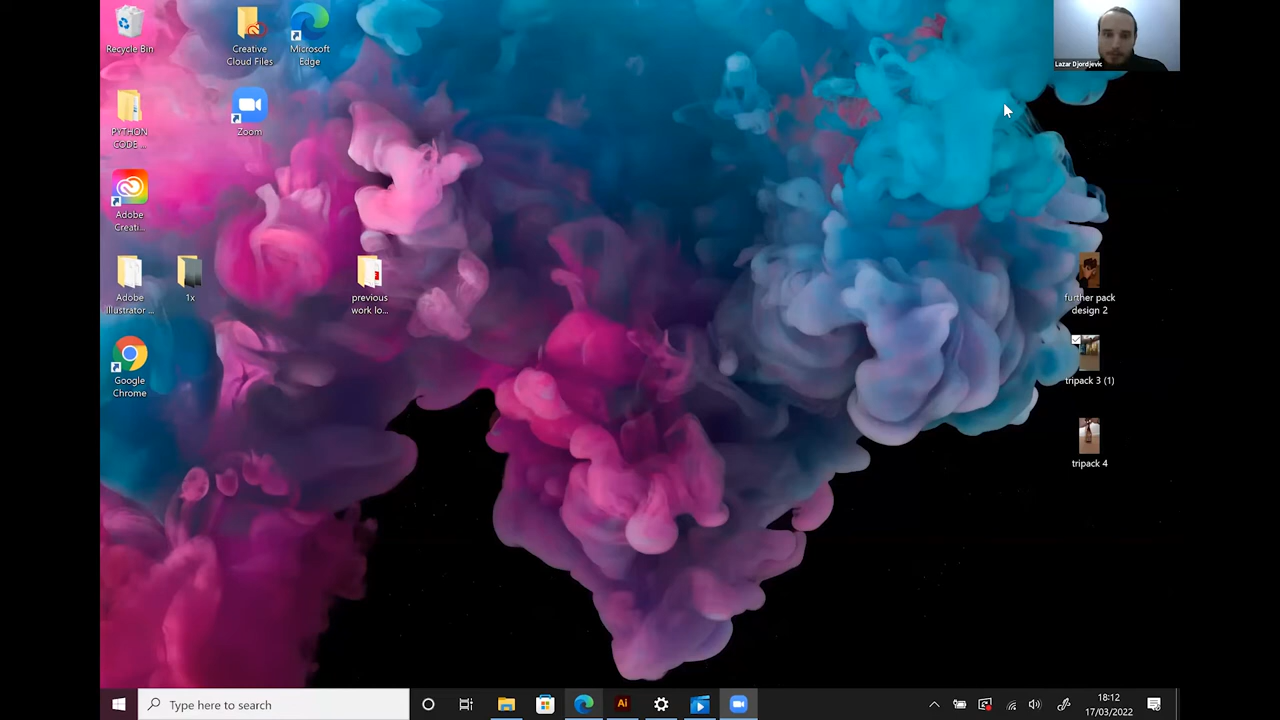 Recycle Bin
Creative
Cloud Files
Microsoft
Edge
Lazar Djordjevic
PYTHON
CODE ...
Zoom
Adobe
Creati...
Adobe
Illustrator ...
1x
previous
work lo...
further pack
design 2
Google
Chrome
tripack 3 (1)
tripack 4
Type here to search
Ai
18:12
17/03/2022